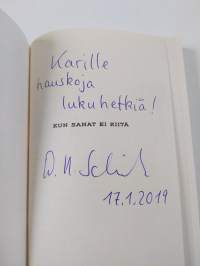 Karille
hauskoja
lukuhetkiä!
KUN SANAT EI RIITÄ
17.1.2019